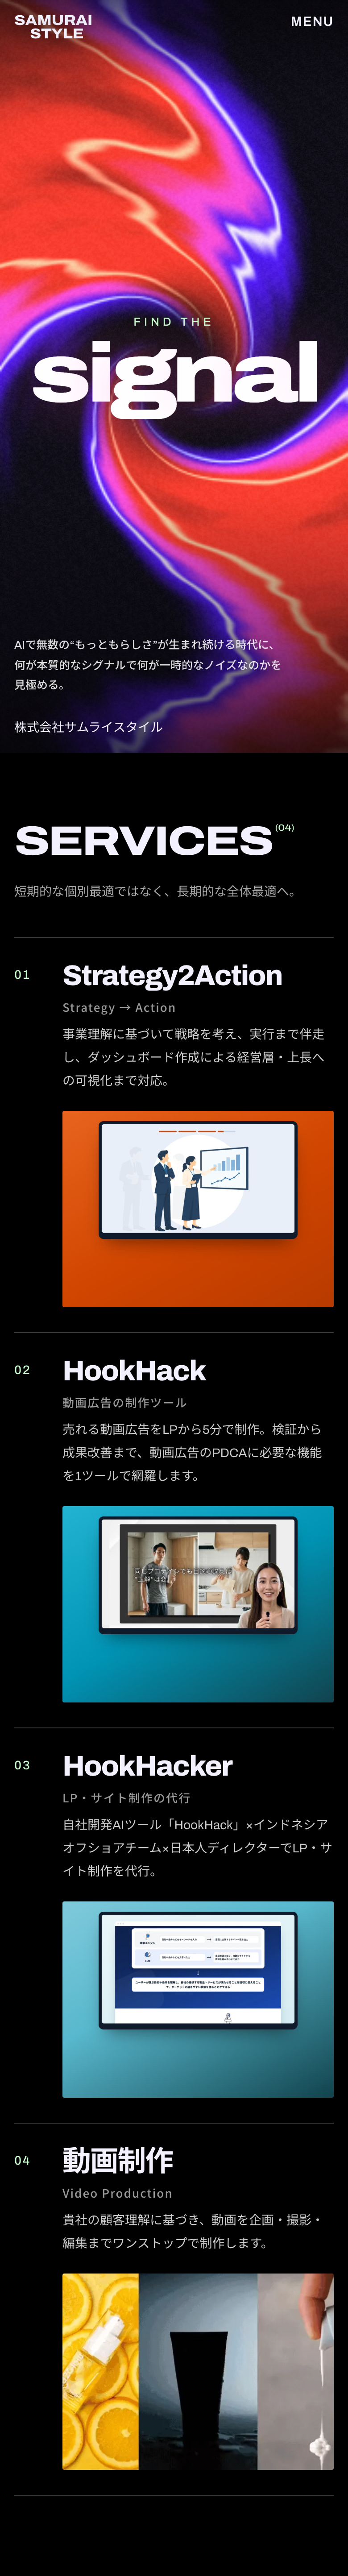 SAMURAI
STYLE
MENU
FIND THE
signal
AIで無数の“もっともらしさ”が生まれ続ける時代に、
何が本質的なシグナルで何が一時的なノイズなのかを
見極める。
株式会社サムライスタイル
SERVICES(04)
短期的な個別最適ではなく、長期的な全体最適へ。
01
Strategy2Action
Strategy → Action
事業理解に基づいて戦略を考え、実行まで伴走
し、ダッシュボード作成による経営層・上長へ
の可視化まで対応。
02
HookHack
動画広告の制作ツール
売れる動画広告をLPから5分で制作。検証から
成果改善まで、動画広告のPDCAに必要な機能
を1ツールで網羅します。
03
HookHacker
LP・サイト制作の代行
自社開発AIツール「HookHack」×インドネシア
オフショアチーム×日本人ディレクターでLP・サ
イト制作を代行。
04
動画制作
Video Production
貴社の顧客理解に基づき、動画を企画・撮影・
編集までワンストップで制作します。